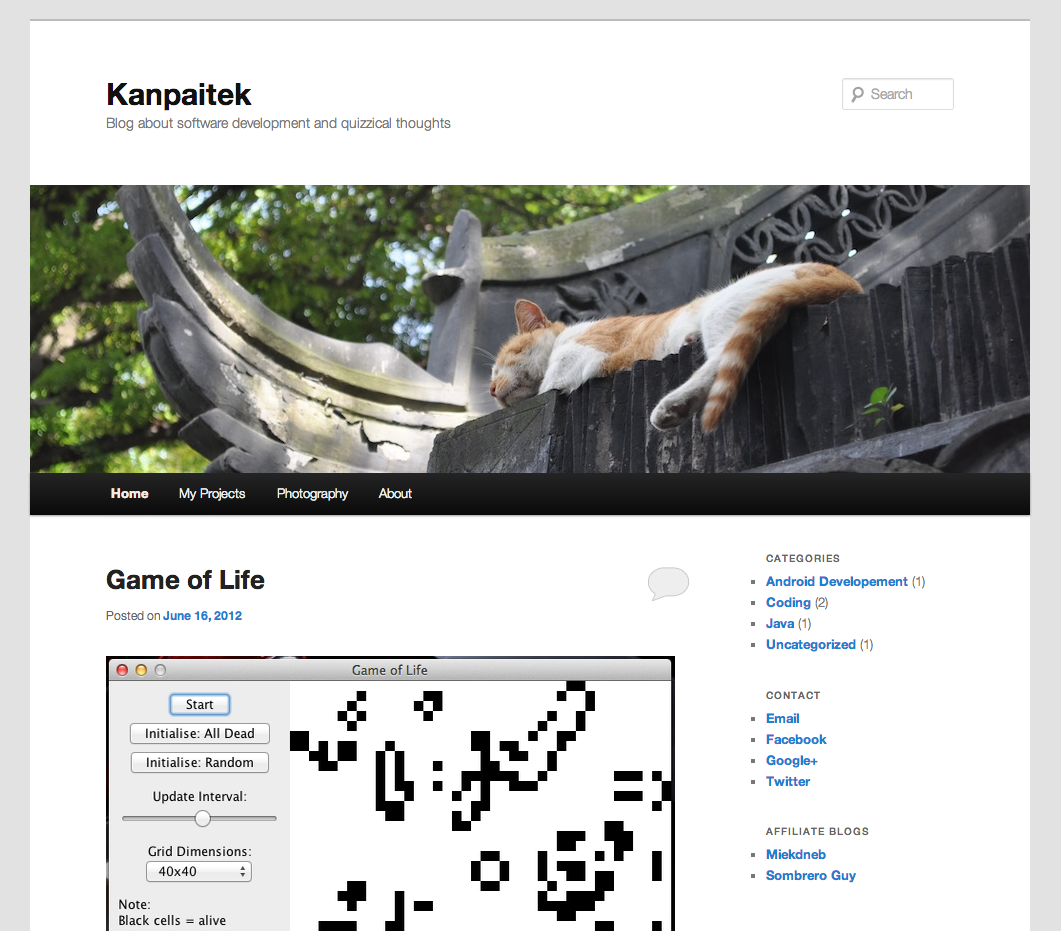 Kanpaitek
Blog about software development and quizzical thoughts
Search
Home My Projects Photography About
Game of Life
Posted on June 16, 2012
Game of Life
Start
Initialise: All Dead
Initialise: Random
Update Interval:
Grid Dimensions:
40x40
Note:
Black cells = alive
CATEGORIES
Android Developement (1)
Coding (2)
Java (1)
Uncategorized (1)
CONTACT
Email
Facebook
Google+
Twitter
AFFILIATE BLOGS
Miekdneb
Sombrero Guy